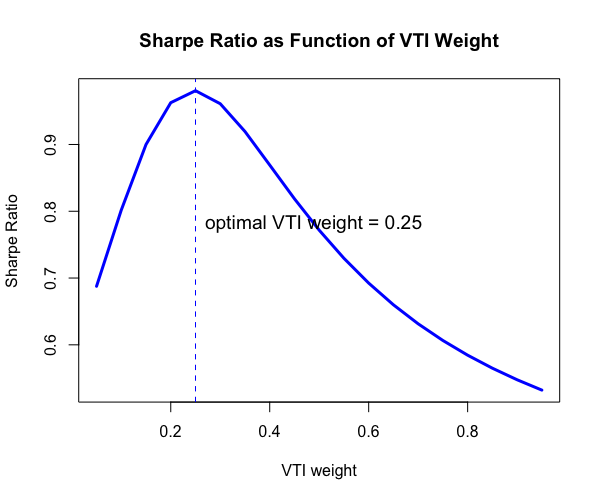 Sharpe Ratio as Function of VTI Weight
Sharpe Ratio
0.9
0.8
0.7
0.6
optimal VTI weight = 0.25
0.2 0.4 0.6 0.8
VTI weight